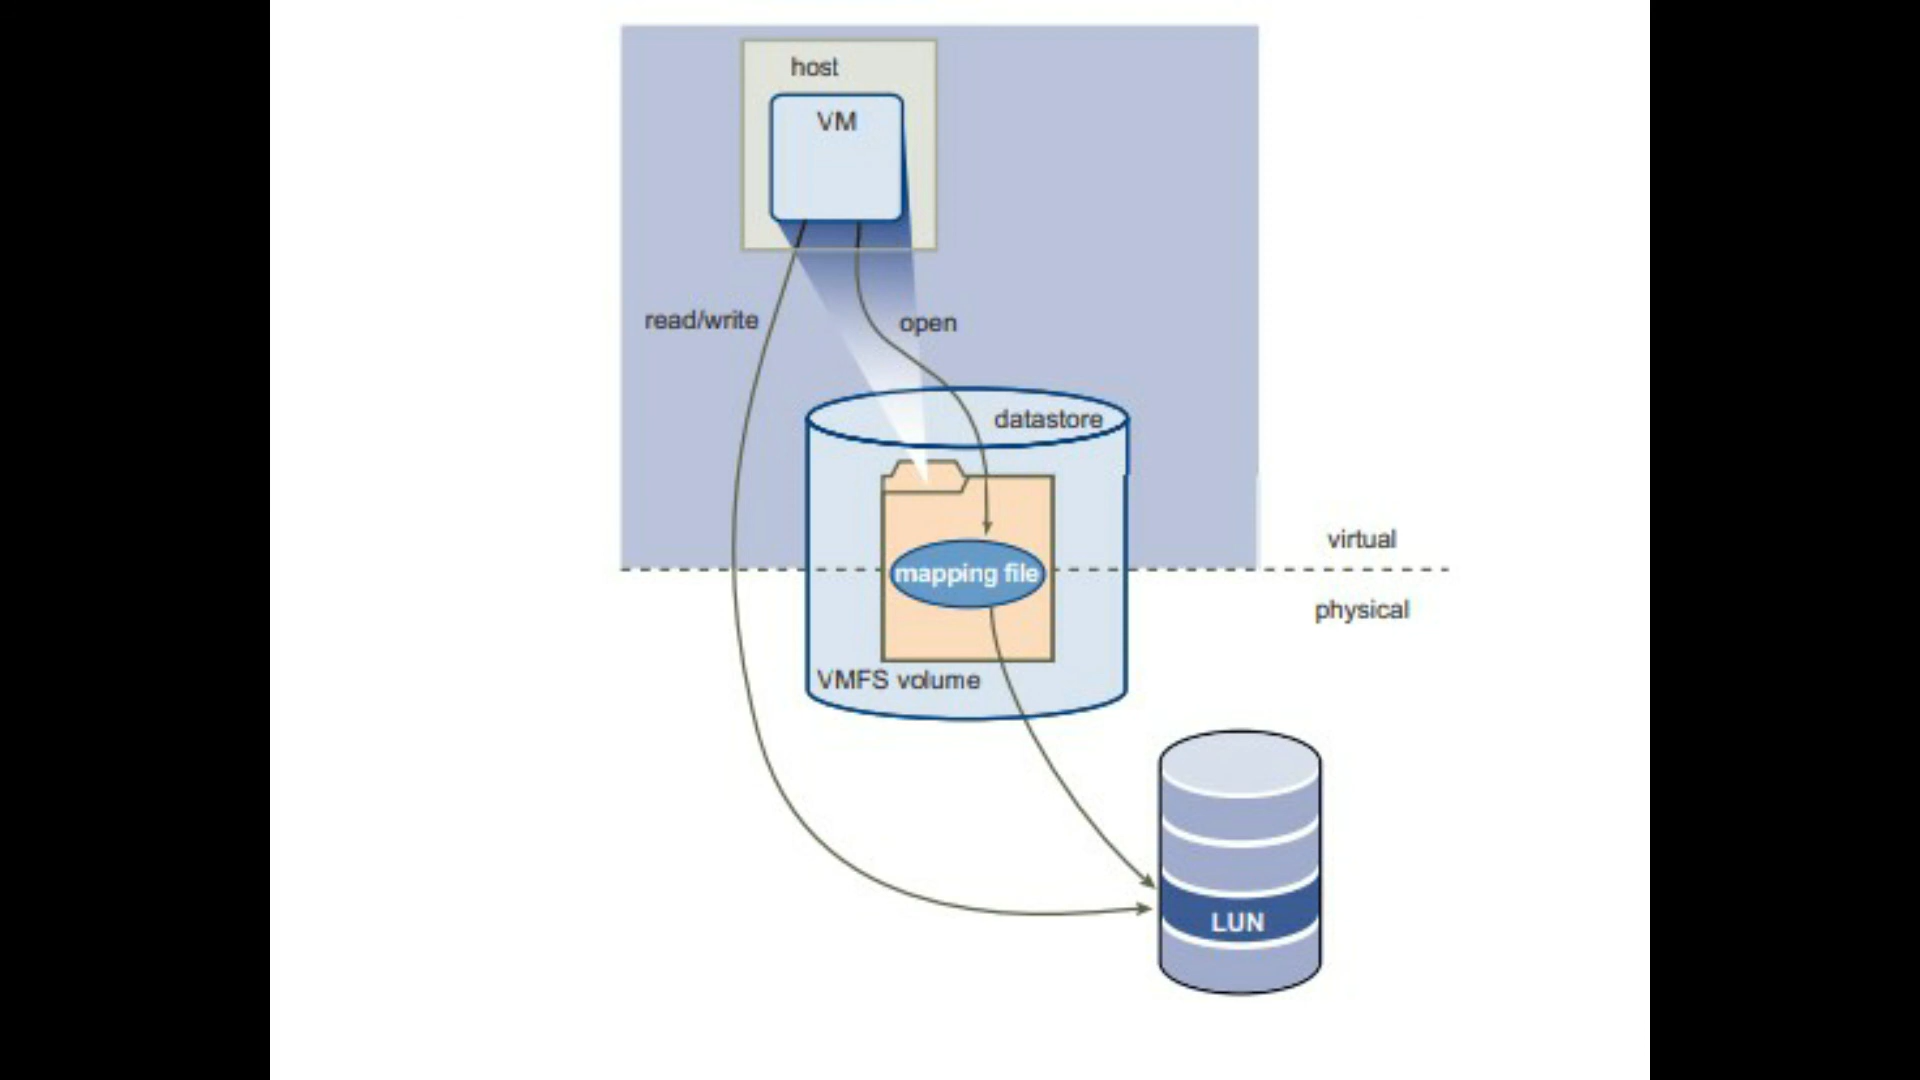 host
VM
read/write
open
datastore
virtual
mapping file
physical
VMFS volume
LUN